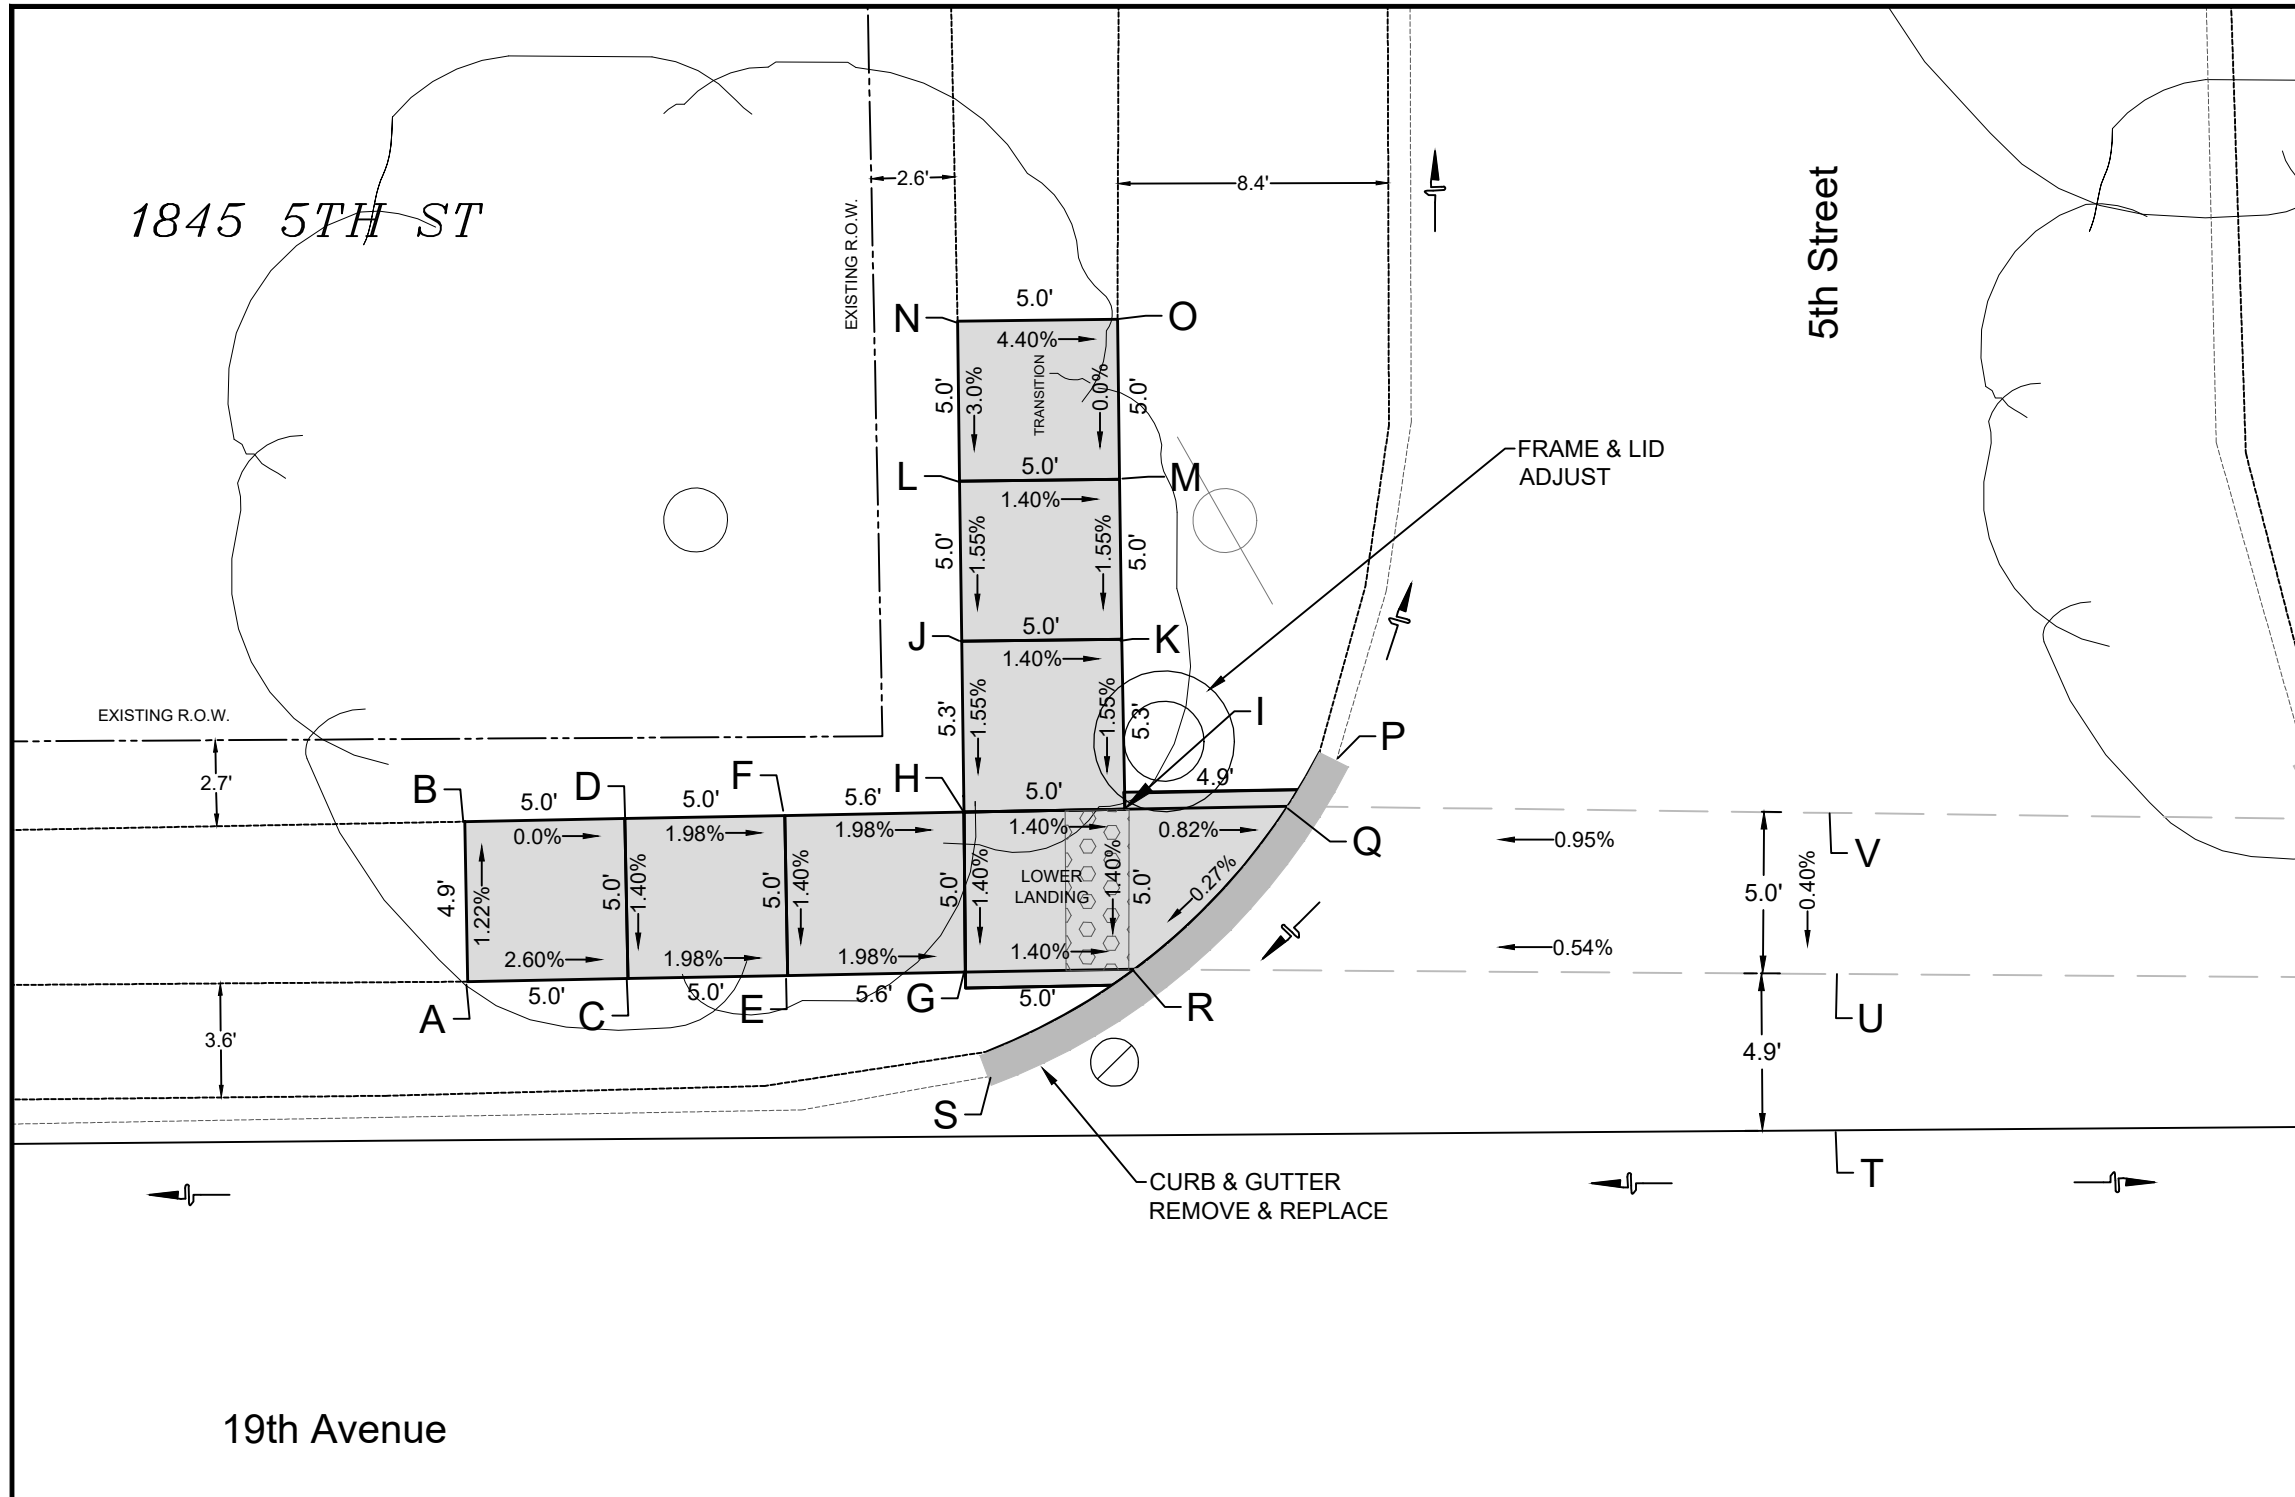 1845 5TH ST
2.6'
8.4'
EXISTING R.O.W.
5th Street
N
5.0'
O
4.40%
TRANSITION
5.0'
3.0%
0.0%
5.0'
FRAME & LID
ADJUST
L
5.0'
M
1.40%
5.0'
1.55%
1.55%
5.0'
J
5.0'
K
1.40%
5.3'
1.55%
1.55%
5.3'
I
EXISTING R.O.W.
2.7'
P
B
5.0'
D
5.0'
F
5.6'
H
5.0'
4.9'
0.0%
1.98%
1.98%
1.40%
0.82%
Q
0.95%
V
4.9'
1.22%
5.0'
1.40%
5.0'
1.40%
5.0'
1.40%
LOWER
LANDING
1.40%
5.0'
0.27%
5.0'
0.40%
2.60%
1.98%
1.98%
1.40%
0.54%
A
5.0'
C
5.0'
E
5.6'
G
5.0'
R
U
3.6'
4.9'
S
T
CURB & GUTTER
REMOVE & REPLACE
19th Avenue